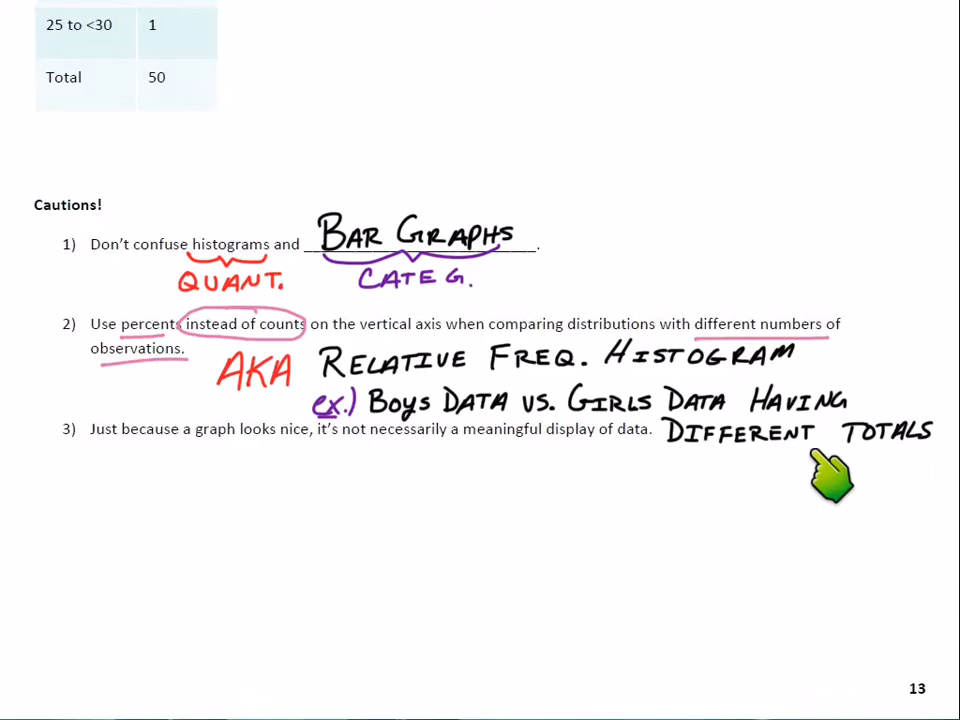 25 to <30 1
Total 50
Cautions!
1) Don't confuse histograms and BAR GRAPHS.
QUANT. CATEG.
2) Use percents instead of counts on the vertical axis when comparing distributions with different numbers of
observations.
AKA RELATIVE FREQ. HISTOGRAM
ex.) BOYS DATA VS. GIRLS DATA HAVING
3) Just because a graph looks nice, it's not necessarily a meaningful display of data. DIFFERENT TOTALS
13